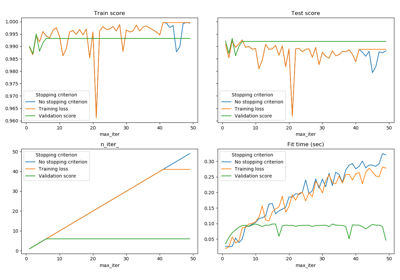 Train score
Test score
1.000
0.995
0.990
0.985
0.980
0.975
0.970
0.965
0.960
Stopping criterion
No stopping criterion
Training loss
Validation score
Stopping criterion
No stopping criterion
Training loss
Validation score
0 10 20 30 40 50
0 10 20 30 40 50
max_iter
max_iter
n_iter_
Fit time (sec)
50
40
30
20
10
0
Stopping criterion
No stopping criterion
Training loss
Validation score
0.30
0.25
0.20
0.15
0.10
0.05
Stopping criterion
No stopping criterion
Training loss
Validation score
0 10 20 30 40 50
0 10 20 30 40 50
max_iter
max_iter